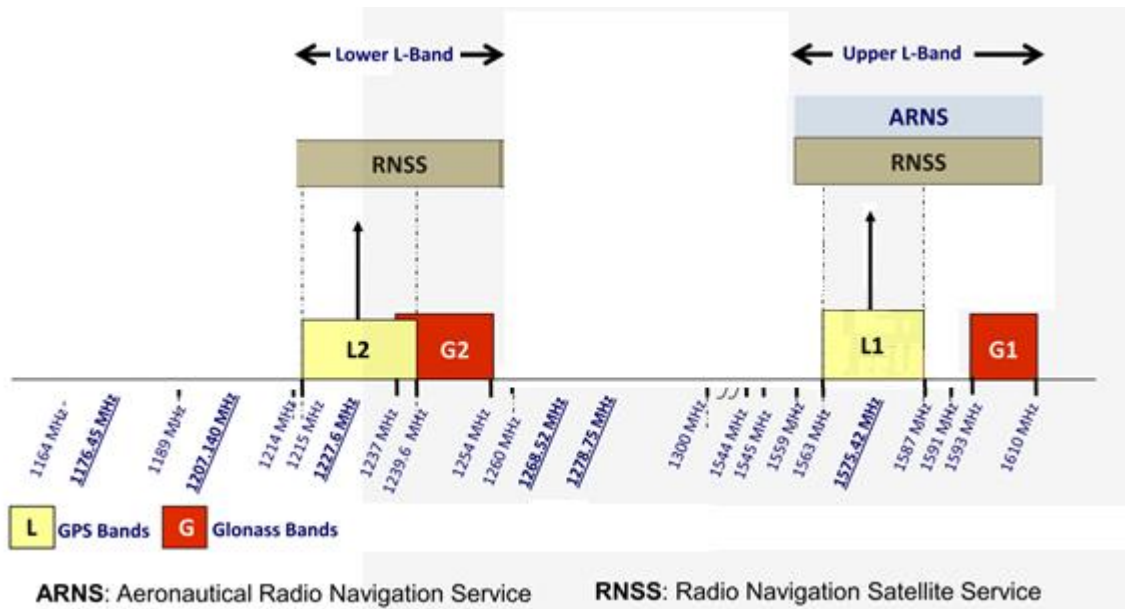 Lower L-Band
Upper L-Band
ARNS
RNSS
RNSS
L2
G2
L1
G1
1164 MHz
1176.45 MHz
1189 MHz
1207.140 MHz
1214 MHz
1215 MHz
1227.6 MHz
1237 MHz
1239.6 MHz
1254 MHz
1260 MHz
1268.52 MHz
1278.75 MHz
1300 MHz
1544 MHz
1545 MHz
1559 MHz
1563 MHz
1575.42 MHz
1587 MHz
1591 MHz
1593 MHz
1610 MHz
L GPS Bands G Glonass Bands
ARNS: Aeronautical Radio Navigation Service RNSS: Radio Navigation Satellite Service